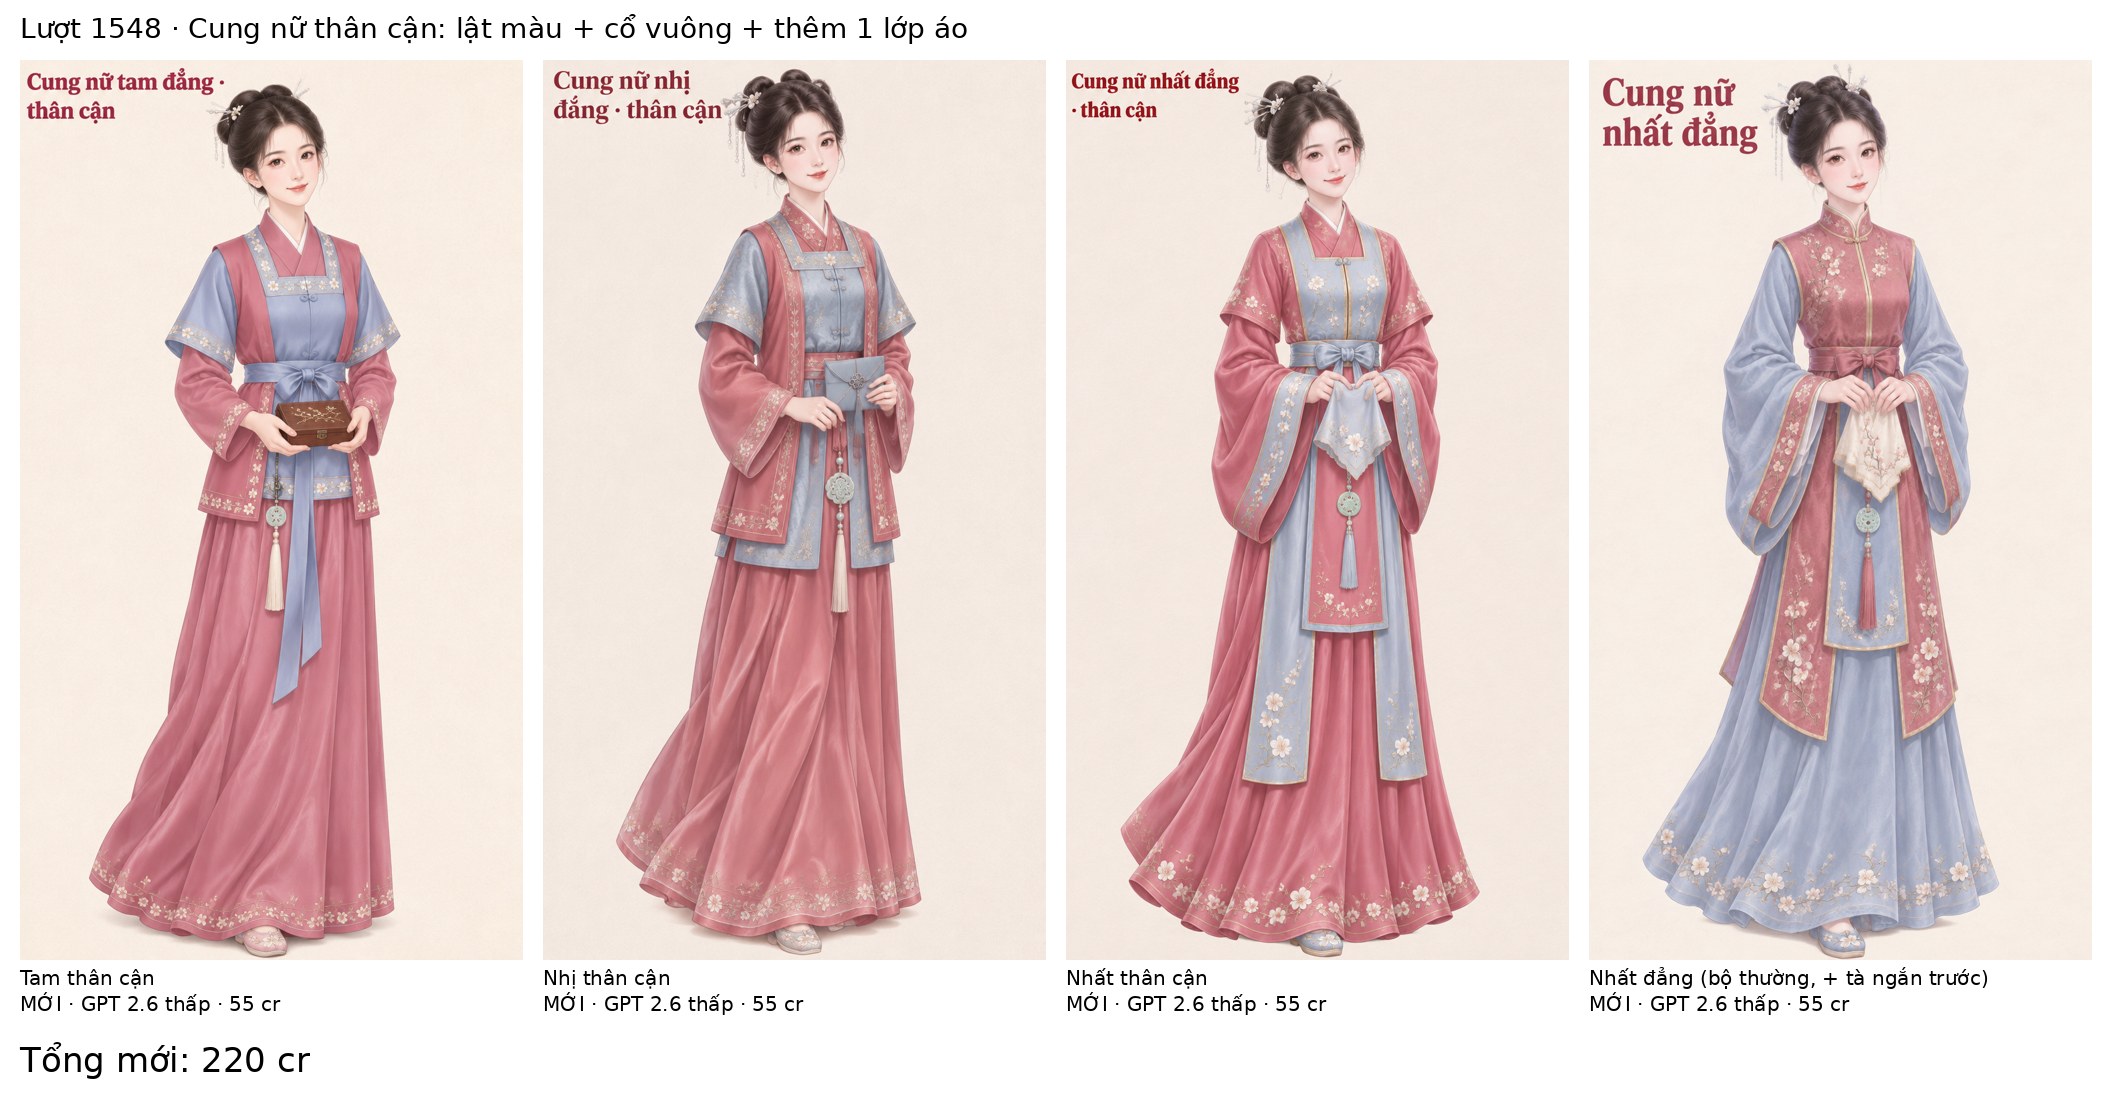 Lượt 1548 · Cung nữ thân cận: lật màu + cổ vuông + thêm 1 lớp áo
Cung nữ tam đẳng ·
thân cận
Cung nữ nhị
đẳng · thân cận
Cung nữ nhất đẳng
· thân cận
Cung nữ
nhất đẳng
Tam thân cận
MỚI · GPT 2.6 thấp · 55 cr
Nhị thân cận
MỚI · GPT 2.6 thấp · 55 cr
Nhất thân cận
MỚI · GPT 2.6 thấp · 55 cr
Nhất đẳng (bộ thường, + tà ngắn trước)
MỚI · GPT 2.6 thấp · 55 cr
Tổng mới: 220 cr